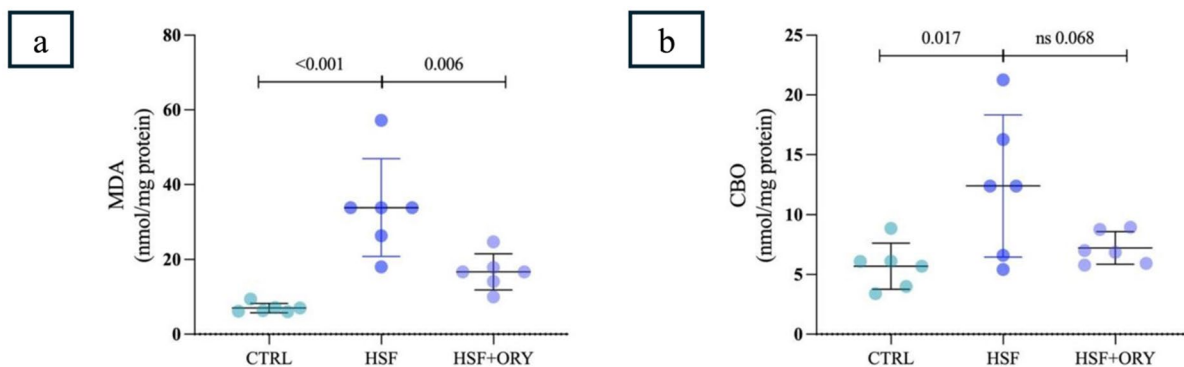 a
MDA
(nmol/mg protein)
80
60
40
20
0
<0.001
0.006
CTRL
HSF
HSF+ORY
b
CBO
(nmol/mg protein)
25
20
15
10
5
0
0.017
ns 0.068
CTRL
HSF
HSF+ORY